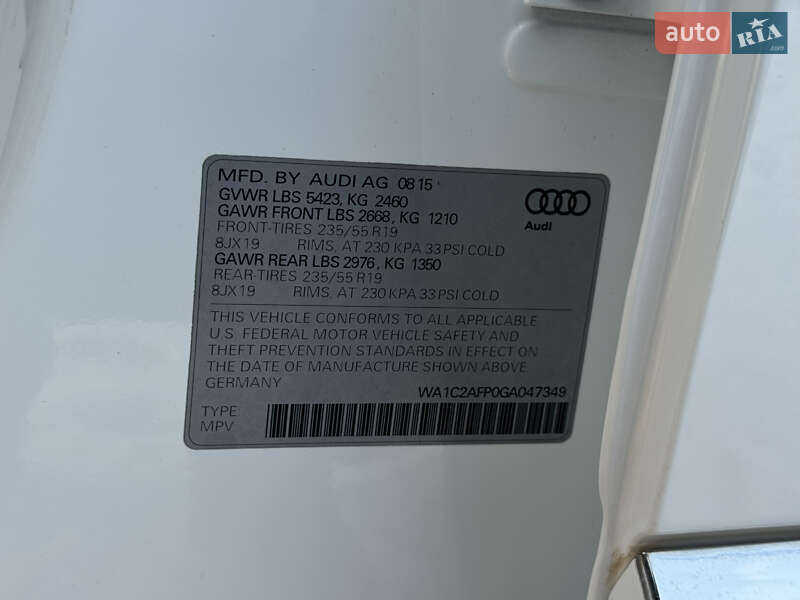 auto RIA .com
MFD. BY AUDI AG 0815
GVWR LBS 5423, KG 2460
GAWR FRONT LBS 2668, KG 1210
FRONT-TIRES 235/55 R19
8JX19 RIMS, AT 230 KPA 33 PSI COLD
GAWR REAR LBS 2976, KG 1350
REAR-TIRES 235/55 R19
8JX19 RIMS, AT 230 KPA 33 PSI COLD
Audi
THIS VEHICLE CONFORMS TO ALL APPLICABLE
U.S. FEDERAL MOTOR VEHICLE SAFETY AND
THEFT PREVENTION STANDARDS IN EFFECT ON
THE DATE OF MANUFACTURE SHOWN ABOVE
GERMANY
WA1C2AFP0GA047349
TYPE
MPV